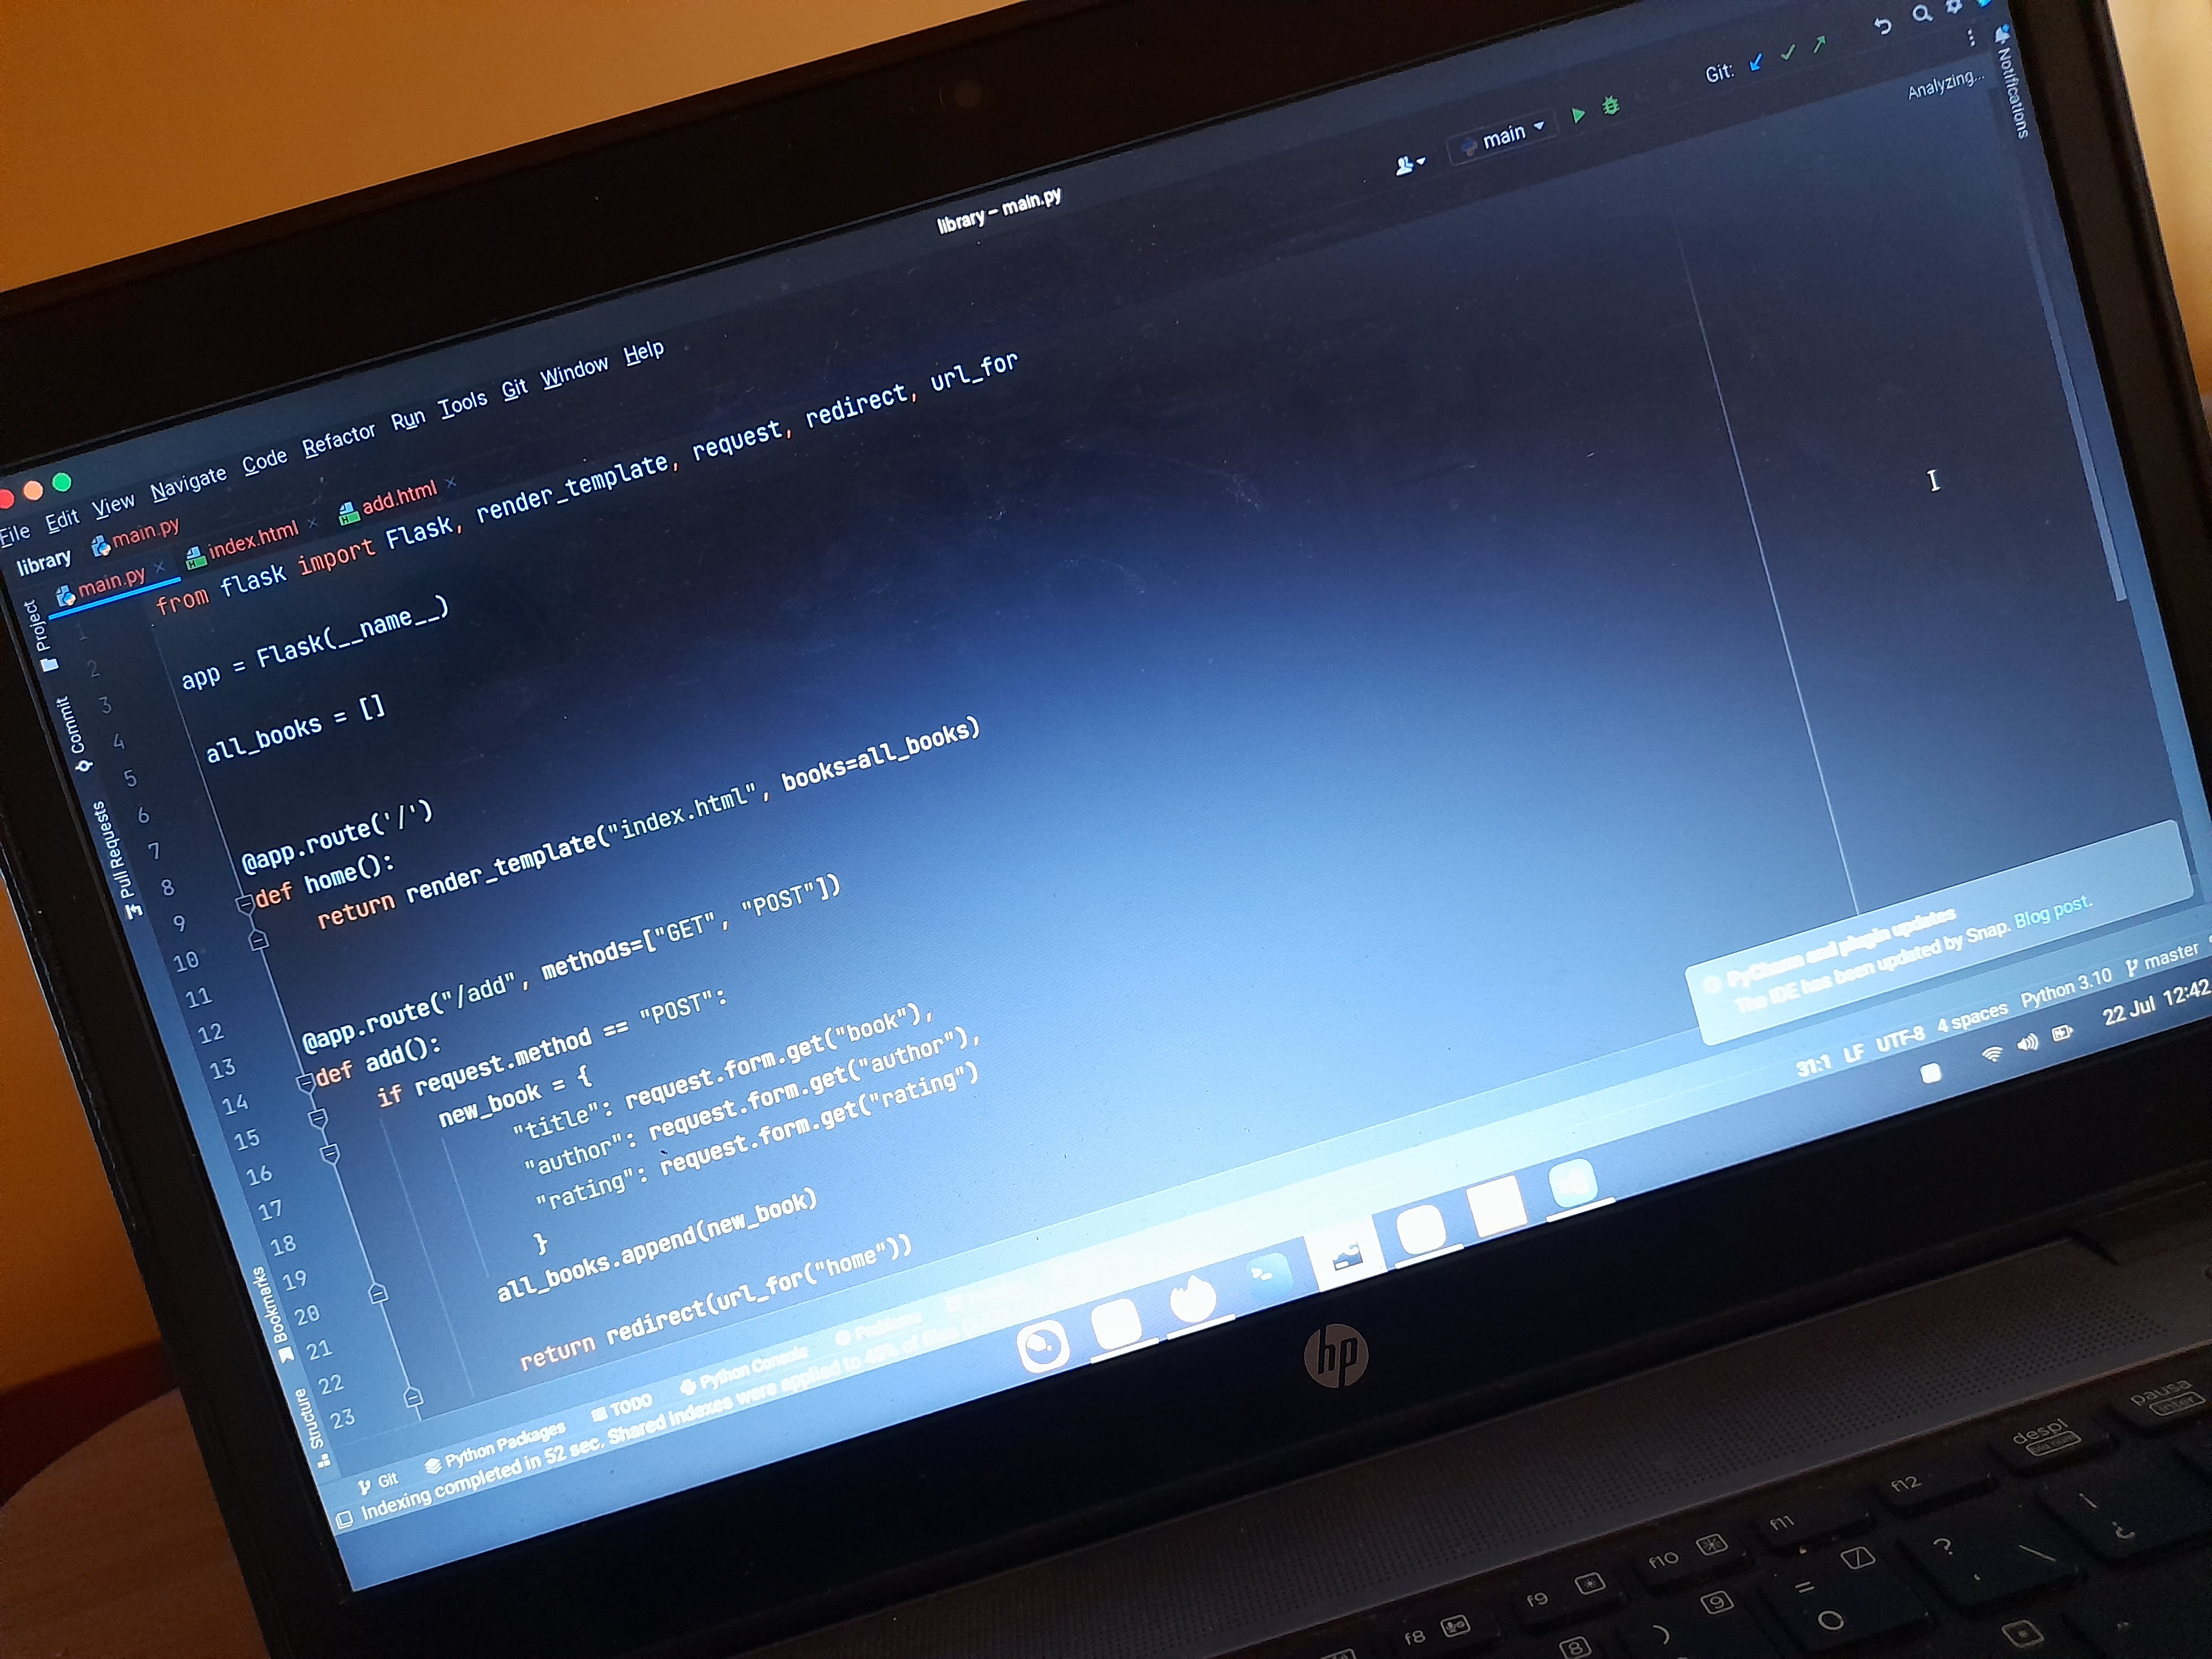 library – main.py
Git:
main
Analyzing...
Notifications
File Edit View Navigate Code Refactor Run Tools Git Window Help
library main.py
main.py index.html add.html
Project
Commit
Pull Requests
Bookmarks
Structure
1 from flask import Flask, render_template, request, redirect, url_for
2
3 app = Flask(__name__)
4
5 all_books = []
6
7
8 @app.route('/')
9 def home():
10 return render_template("index.html", books=all_books)
11
12
13 @app.route("/add", methods=["GET", "POST"])
14 def add():
15 if request.method == "POST":
16 new_book = {
17 "title": request.form.get("book"),
18 "author": request.form.get("author"),
19 "rating": request.form.get("rating")
20 }
21 all_books.append(new_book)
22
23 return redirect(url_for("home"))
PyCharm and plugin updates
The IDE has been updated by Snap. Blog post.
Git Python Packages TODO Python Console Problems
Indexing completed in 52 sec. Shared indexes were applied to 48% of files
31:1 LF UTF-8 4 spaces Python 3.10 master
22 Jul 12:42
hp
f8 f9 f10 f11 f12 despl pausa
inter
8 ) 9 = 0 / ? ' \ ¡ ¿